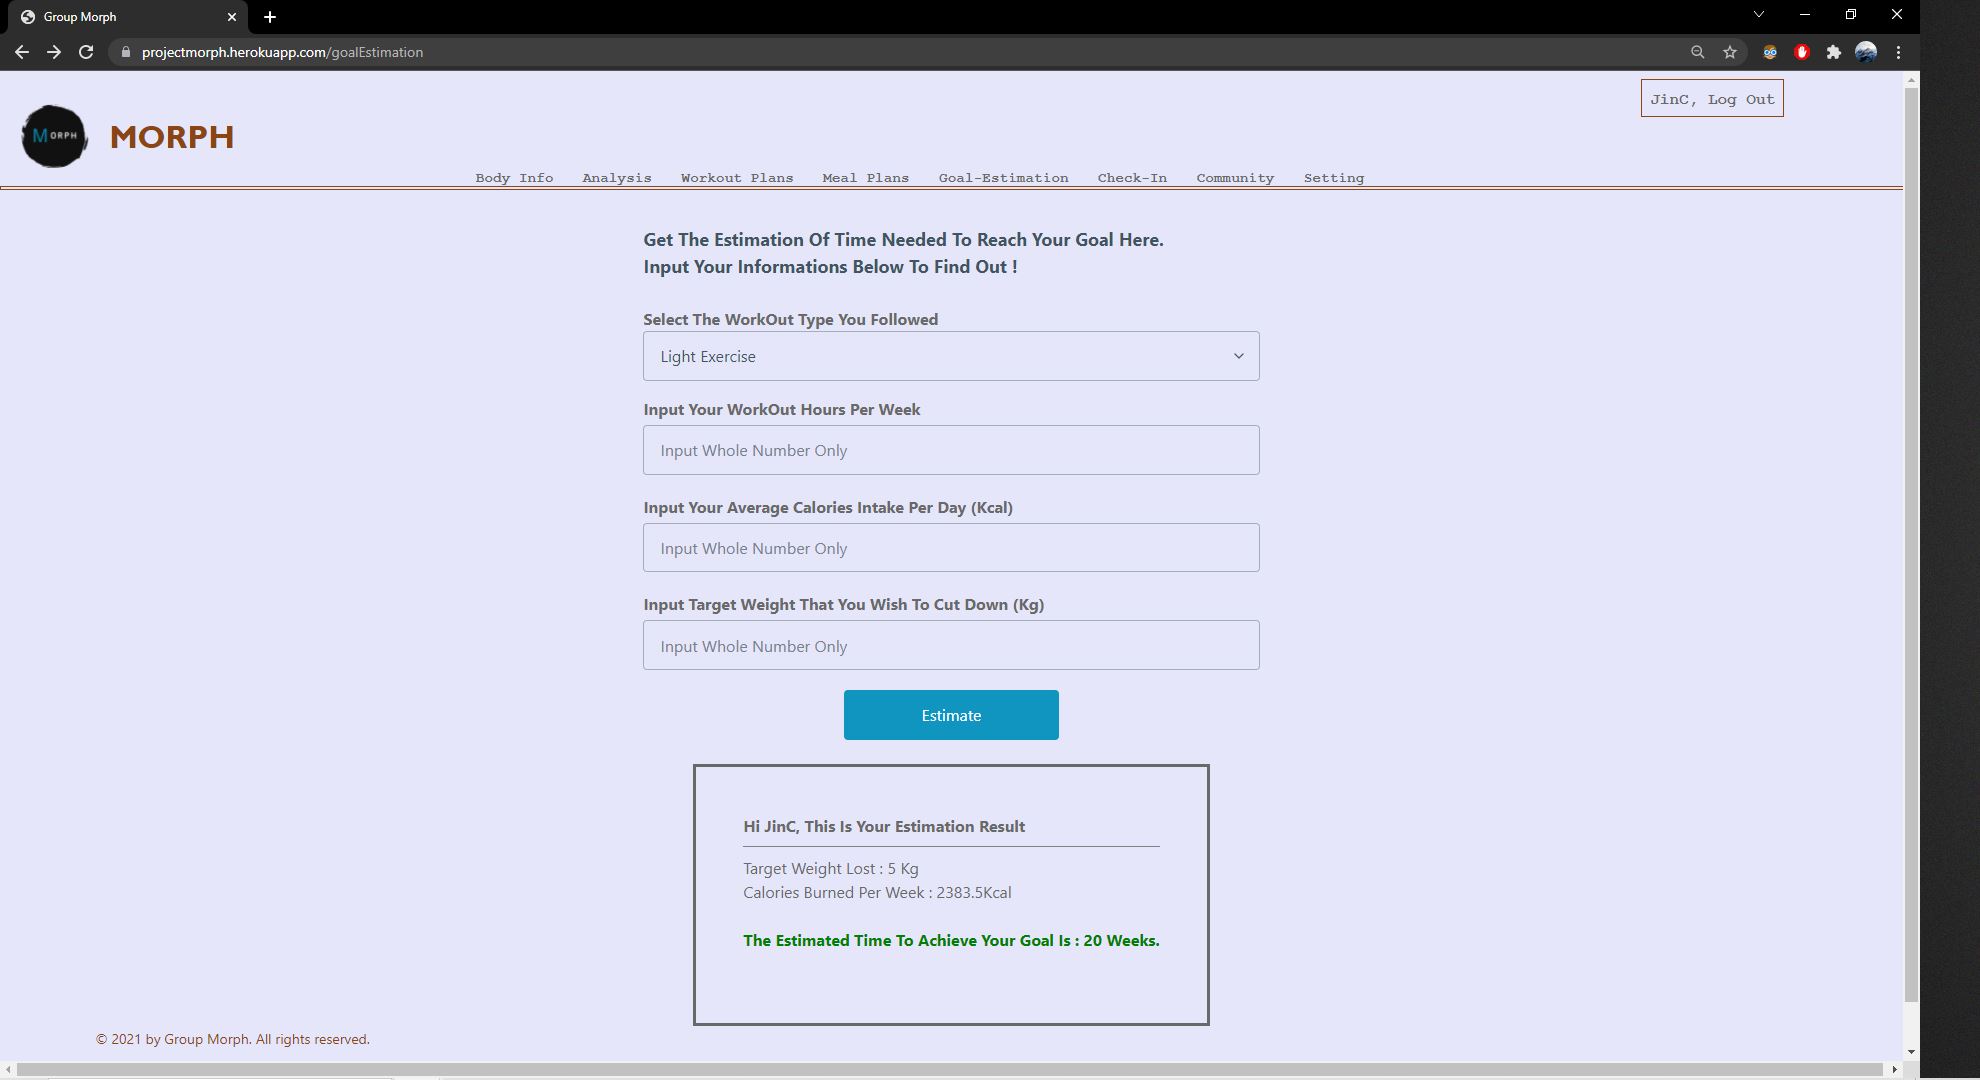 Group Morph
projectmorph.herokuapp.com/goalEstimation
JinC, Log Out
MORPH
MORPH
Body Info Analysis Workout Plans Meal Plans Goal-Estimation Check-In Community Setting
Get The Estimation Of Time Needed To Reach Your Goal Here.
Input Your Informations Below To Find Out !
Select The WorkOut Type You Followed
Light Exercise
Input Your WorkOut Hours Per Week
Input Whole Number Only
Input Your Average Calories Intake Per Day (Kcal)
Input Whole Number Only
Input Target Weight That You Wish To Cut Down (Kg)
Input Whole Number Only
Estimate
Hi JinC, This Is Your Estimation Result
Target Weight Lost : 5 Kg
Calories Burned Per Week : 2383.5Kcal
The Estimated Time To Achieve Your Goal Is : 20 Weeks.
© 2021 by Group Morph. All rights reserved.